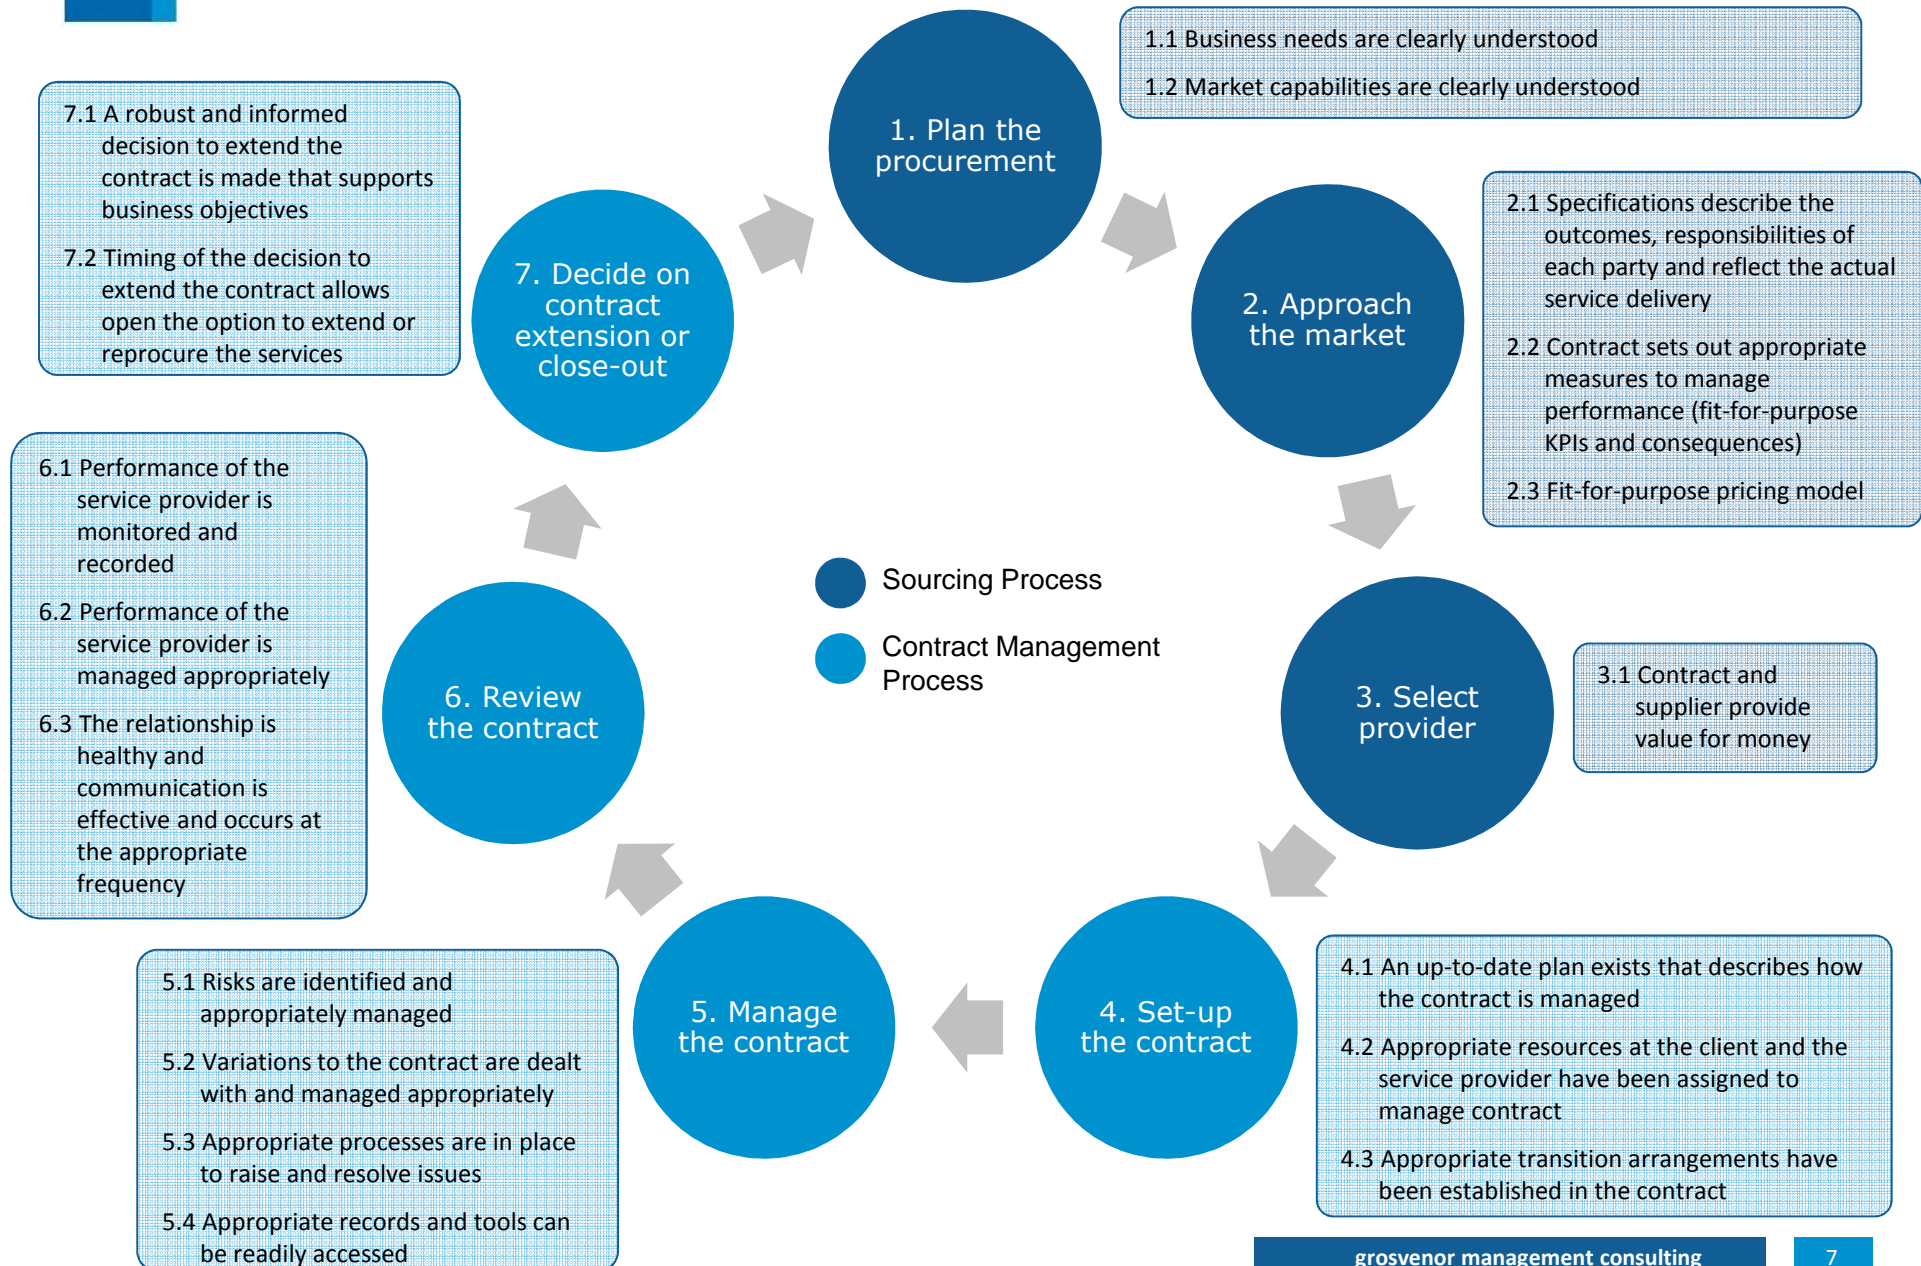 1. Plan the
procurement
1.1 Business needs are clearly understood
1.2 Market capabilities are clearly understood
2. Approach
the market
2.1 Specifications describe the
outcomes, responsibilities of
each party and reflect the actual
service delivery
2.2 Contract sets out appropriate
measures to manage
performance (fit-for-purpose
KPIs and consequences)
2.3 Fit-for-purpose pricing model
3. Select
provider
3.1 Contract and
supplier provide
value for money
4. Set-up
the contract
4.1 An up-to-date plan exists that describes how
the contract is managed
4.2 Appropriate resources at the client and the
service provider have been assigned to
manage contract
4.3 Appropriate transition arrangements have
been established in the contract
5. Manage
the contract
5.1 Risks are identified and
appropriately managed
5.2 Variations to the contract are dealt
with and managed appropriately
5.3 Appropriate processes are in place
to raise and resolve issues
5.4 Appropriate records and tools can
be readily accessed
6. Review
the contract
6.1 Performance of the
service provider is
monitored and
recorded
6.2 Performance of the
service provider is
managed appropriately
6.3 The relationship is
healthy and
communication is
effective and occurs at
the appropriate
frequency
7. Decide on
contract
extension or
close-out
7.1 A robust and informed
decision to extend the
contract is made that supports
business objectives
7.2 Timing of the decision to
extend the contract allows
open the option to extend or
reprocure the services
Sourcing Process
Contract Management
Process
grosvenor management consulting
7